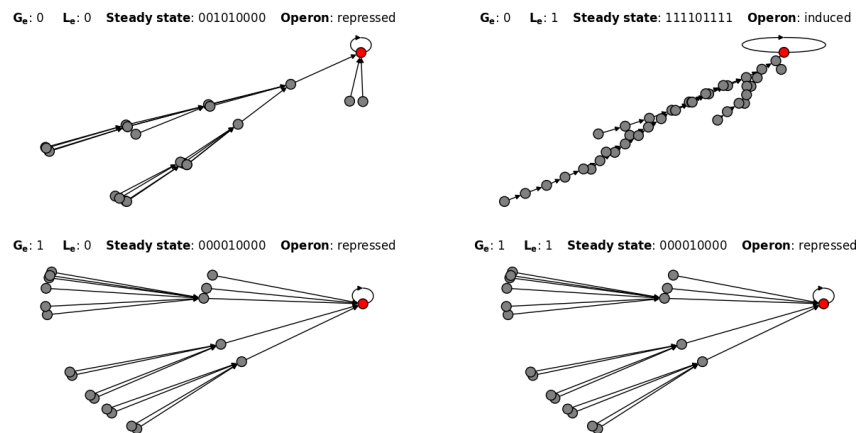 Ge: 0 Le: 0 Steady state: 001010000 Operon: repressed
Ge: 0 Le: 1 Steady state: 111101111 Operon: induced
Ge: 1 Le: 0 Steady state: 000010000 Operon: repressed
Ge: 1 Le: 1 Steady state: 000010000 Operon: repressed